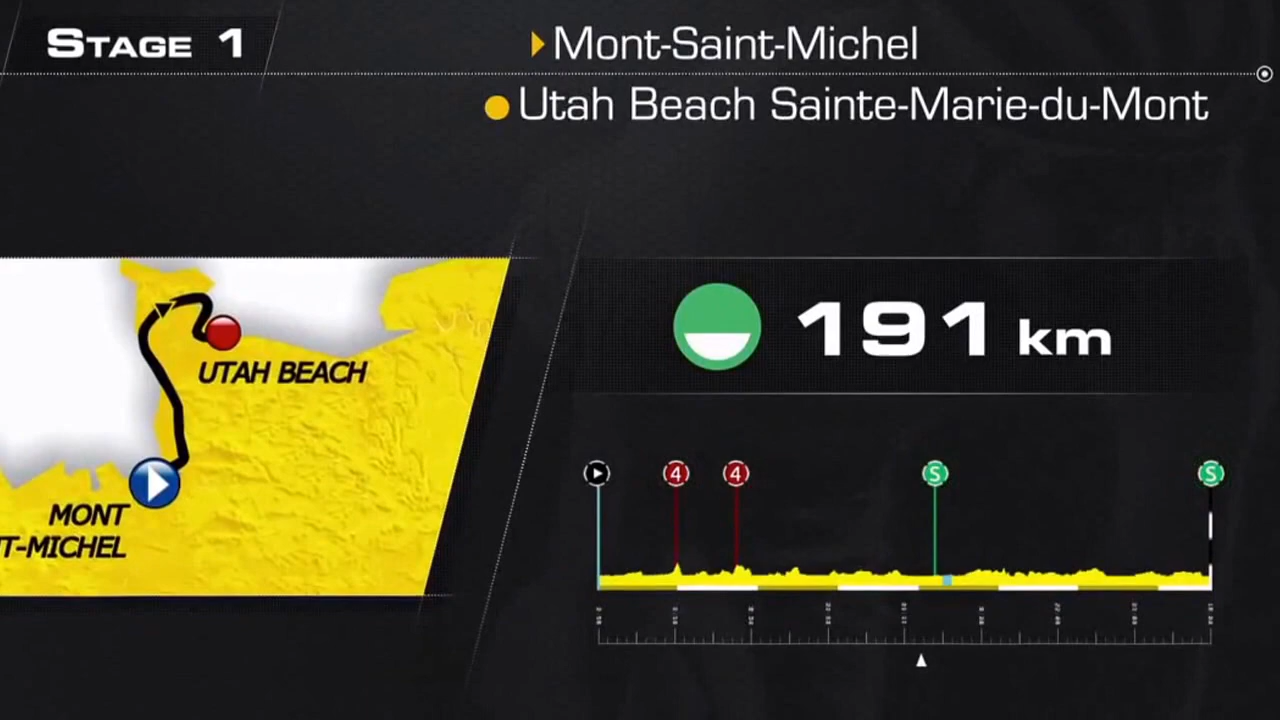 STAGE 1
Mont-Saint-Michel
Utah Beach Sainte-Marie-du-Mont
191 km
UTAH BEACH
MONT
T-MICHEL
4
4
S
S